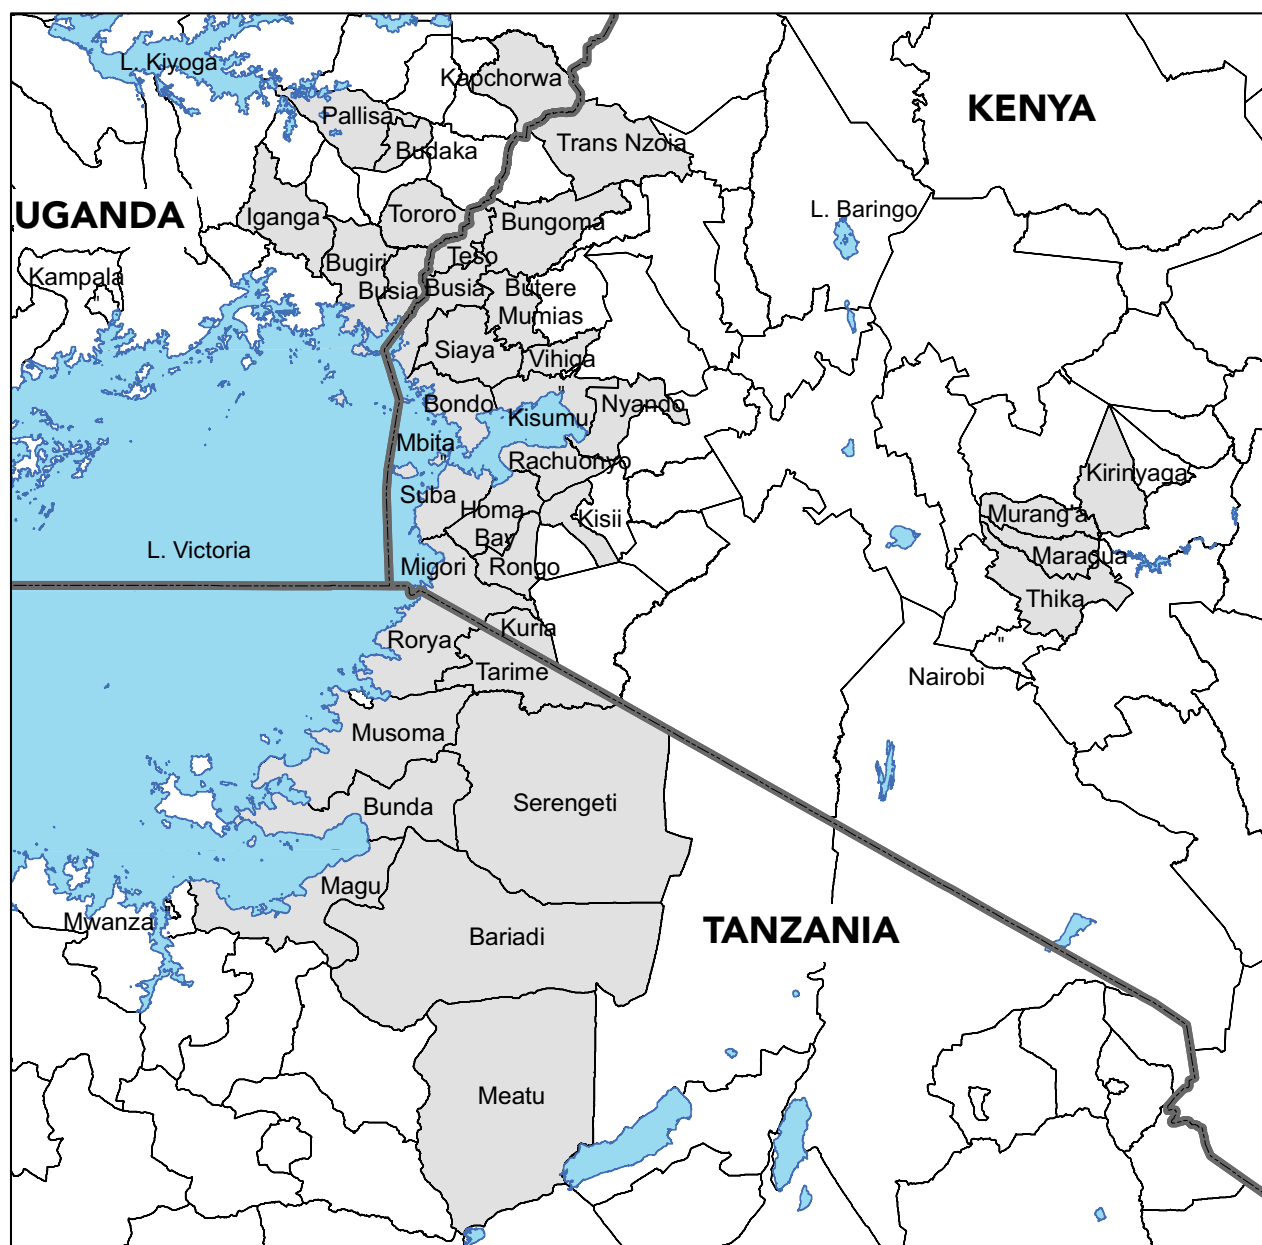 L. Kiyoga
Kapchorwa
KENYA
Pallisa
Trans Nzoia
Budaka
UGANDA
Iganga
Tororo
Bungoma
L. Baringo
Teso
Bugiri
Kampala
Busia
Busia
Butere
Mumias
Siaya
Vihiga
Bondo
Kisumu
Nyando
Mbita
Rachuonyo
Kirinyaga
Suba
Homa
Bay
Kisii
Murang'a
L. Victoria
Maragua
Migori
Rongo
Thika
Kuria
Rorya
Tarime
Nairobi
Musoma
Bunda
Serengeti
Magu
Mwanza
TANZANIA
Bariadi
Meatu